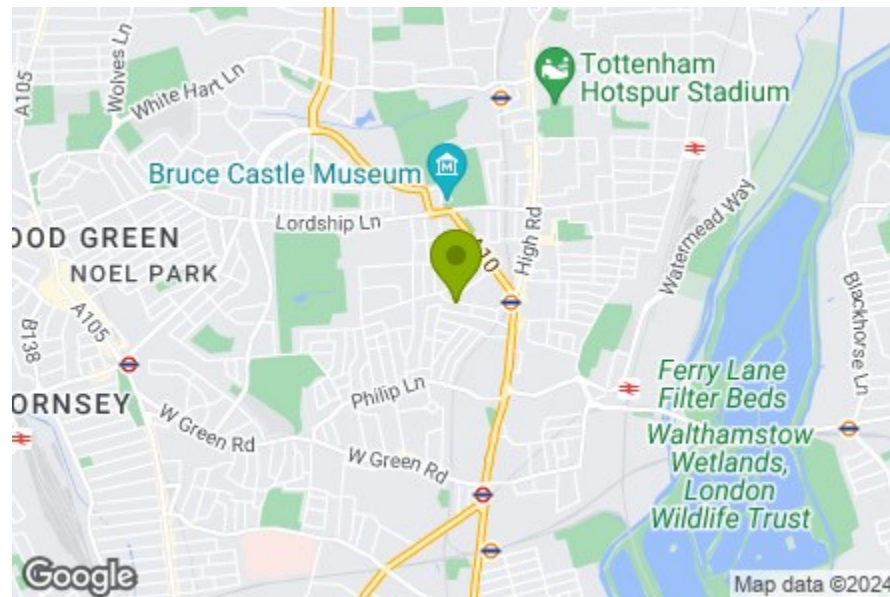 A105
Wolves Ln
White Hart Ln
Tottenham
Hotspur Stadium
Bruce Castle Museum
M
Lordship Ln
A10
High Rd
Watermead Way
OOD GREEN
NOEL PARK
A105
B138
Blackhorse Ln
ORNSEY
Philip Ln
W Green Rd
W Green Rd
Ferry Lane
Filter Beds
Walthamstow
Wetlands,
London
Wildlife Trust
Google
Map data ©2024